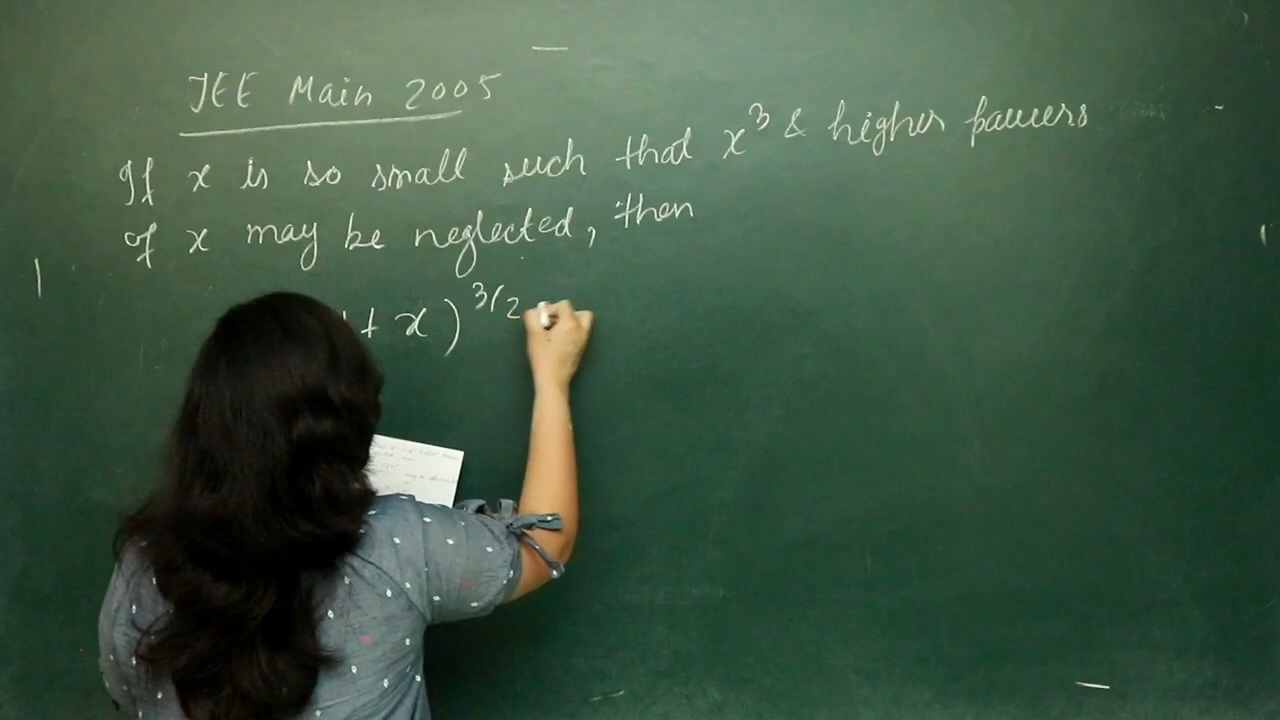 JEE Main 2005
If x is so small such that x³ & higher powers
of x may be neglected, then
+ x)^3/2